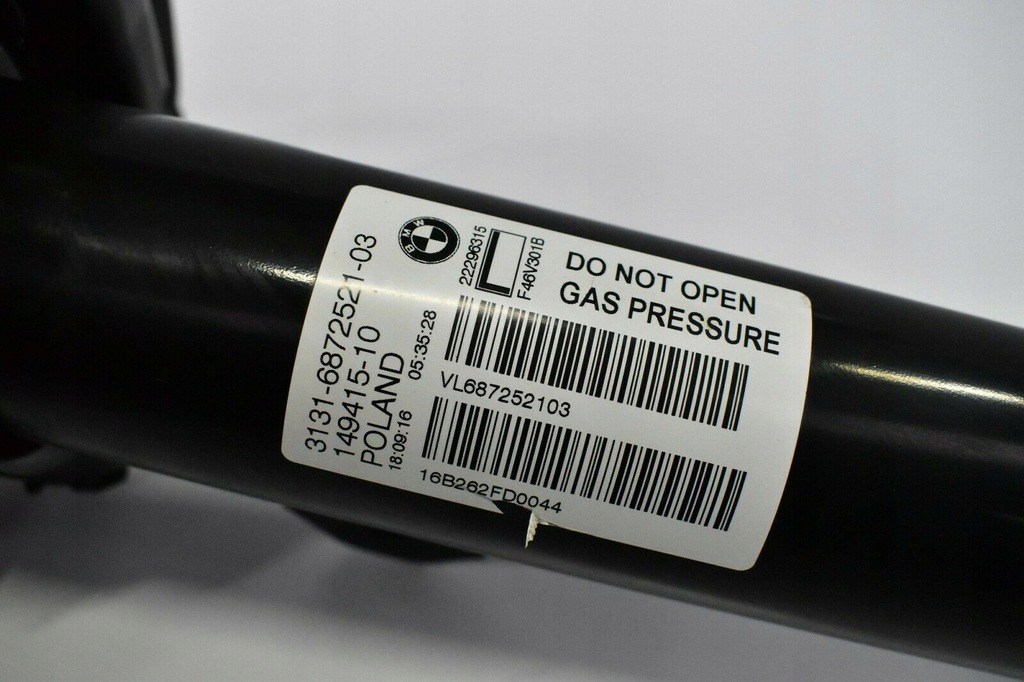 3131-6872521-03
149415-10
POLAND
18:09:16 05:35:28
BMW
22296315
F46V301B
DO NOT OPEN
GAS PRESSURE
VL687252103
16B262FD0044